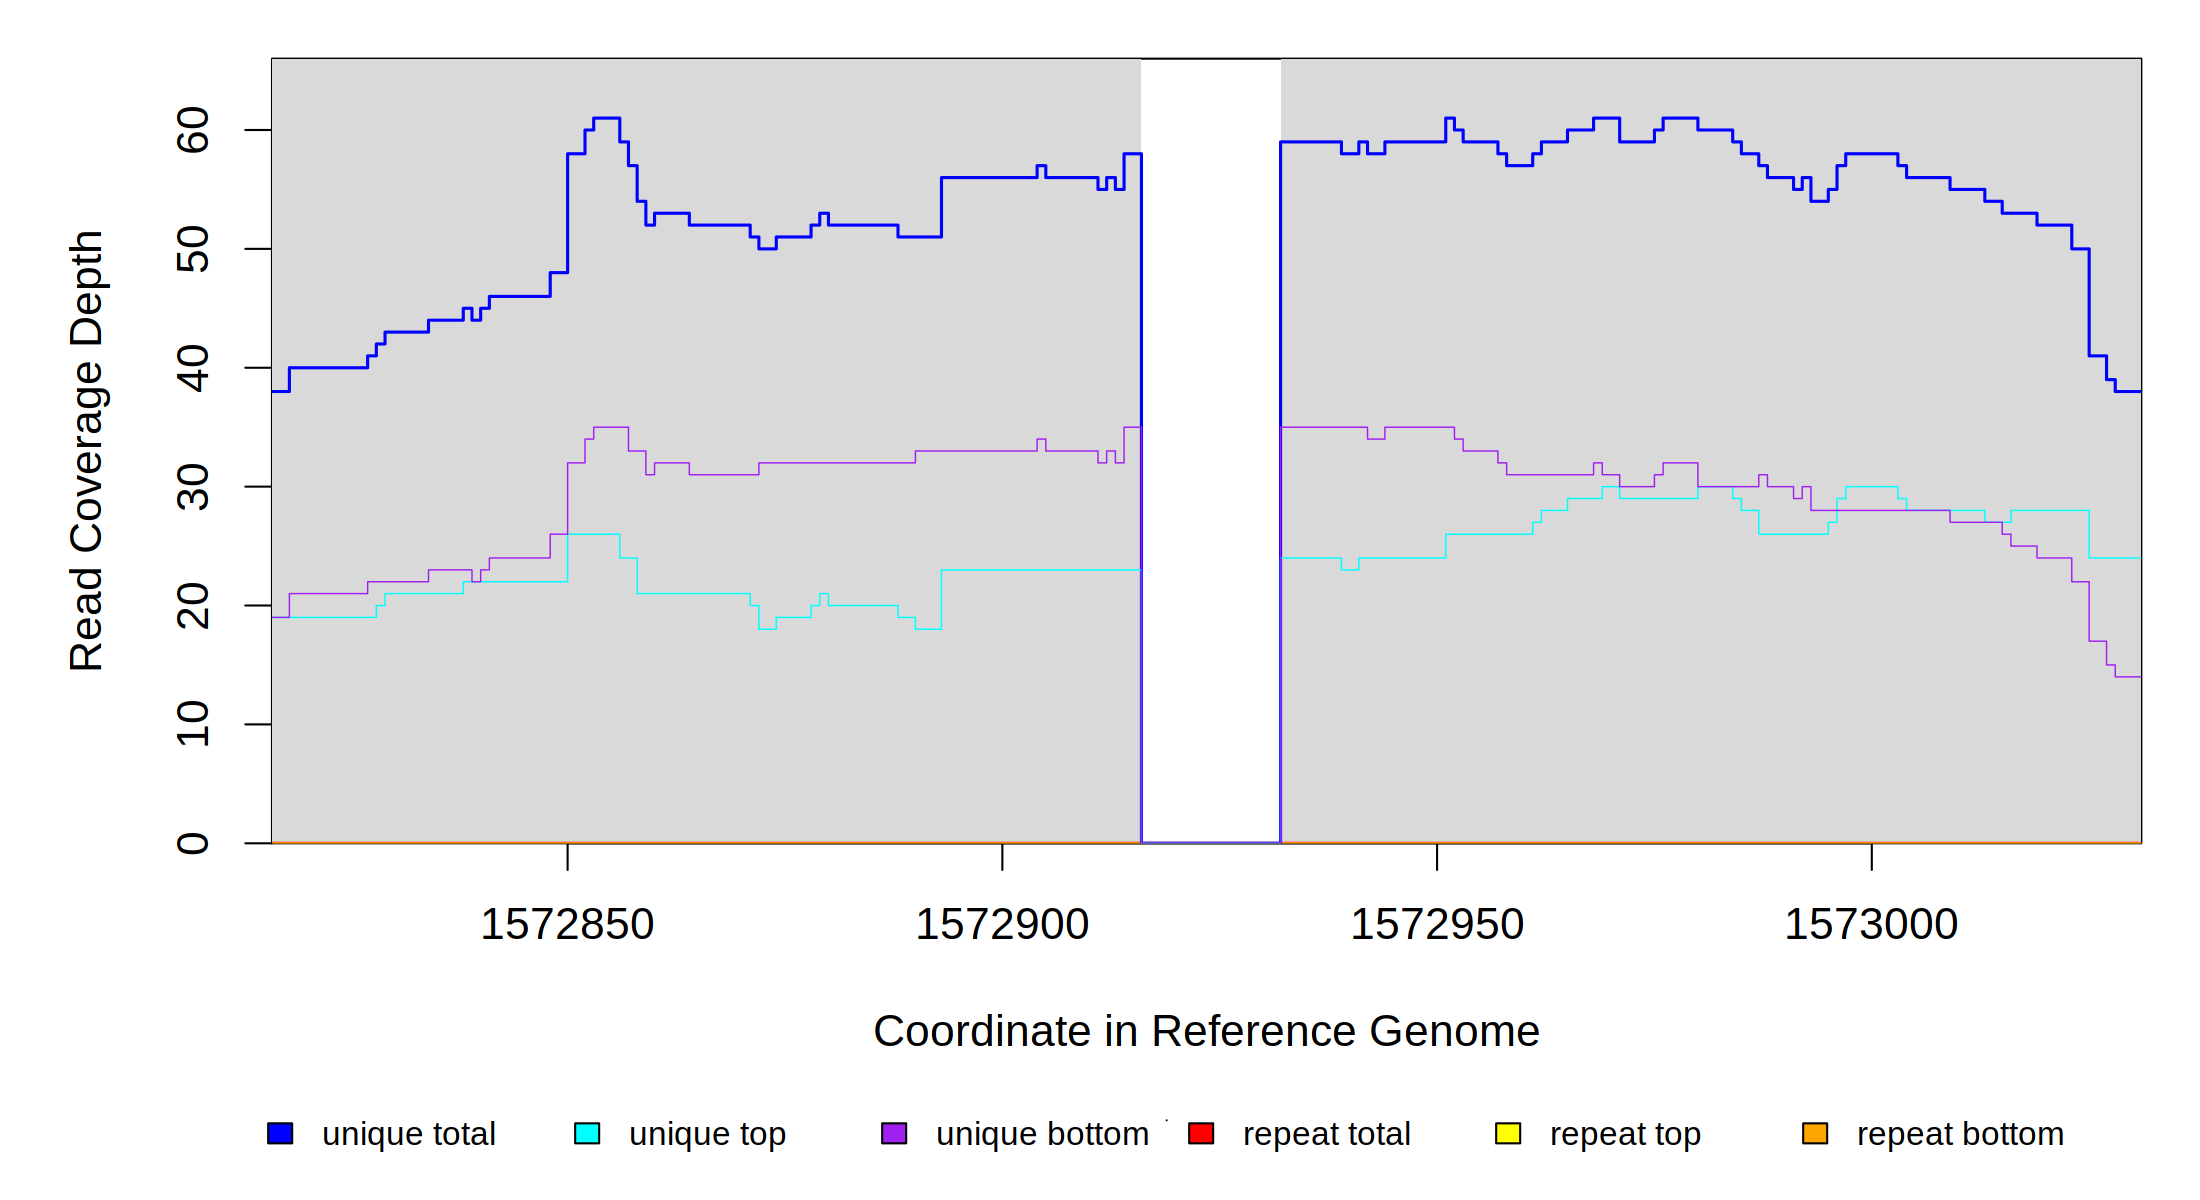 Read Coverage Depth
60
50
40
30
20
10
0
1572850 1572900 1572950 1573000
Coordinate in Reference Genome
unique total unique top unique bottom repeat total repeat top repeat bottom